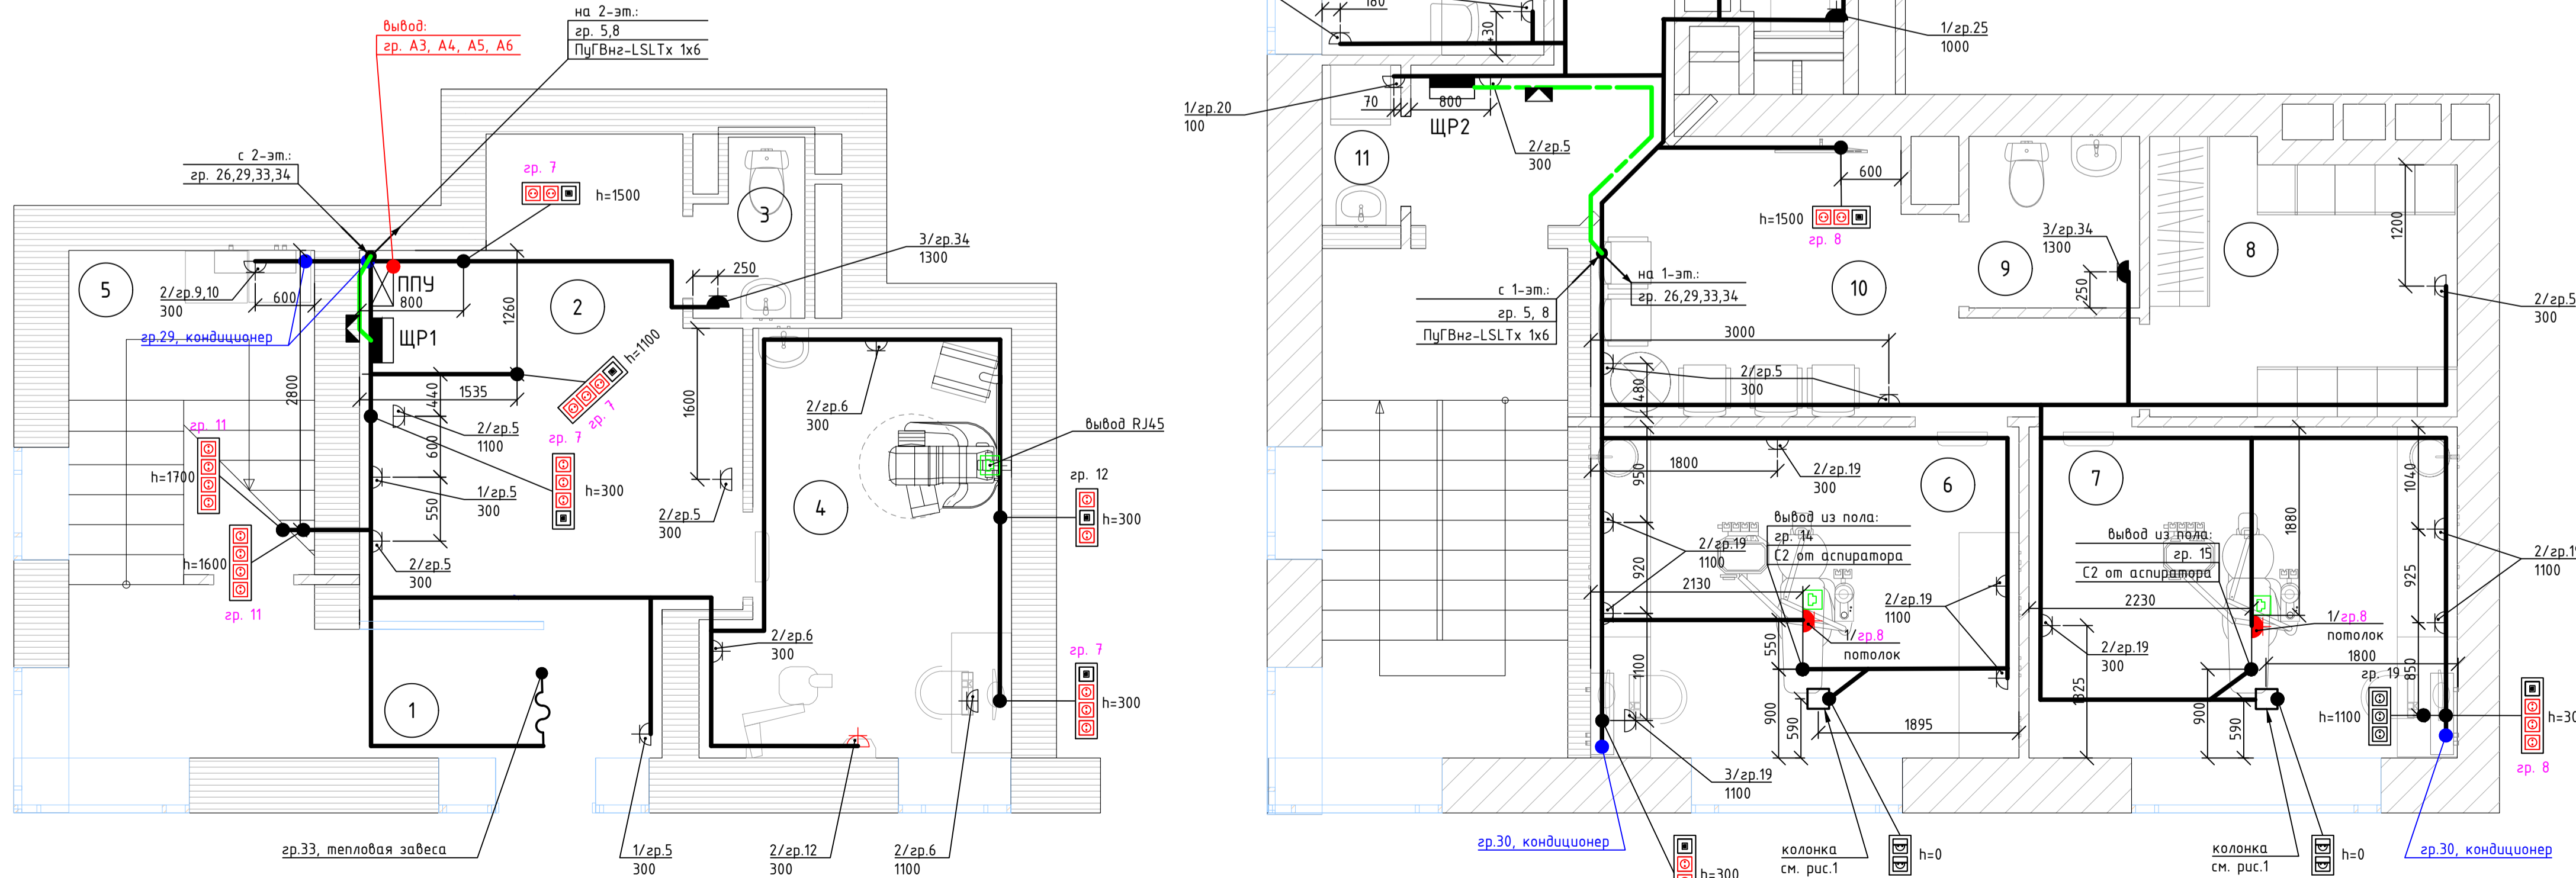 вывод:
гр. А3, А4, А5, А6
на 2-эт.:
гр. 5,8
ПуГВнг-LSLTx 1х6
с 2-эт.:
гр. 26,29,33,34
гр. 7
h=1500
3
3/гр.34
1300
250
5
2/гр.9,10
300
600
ППУ
800
1260
2
гр.29, кондиционер
ЩР1
h=1100
гр. 7
2800
440
1535
1600
2/гр.6
300
вывод RJ45
гр. 11
h=1700
2/гр.5
1100
600
гр. 7
h=300
1/гр.5
300
550
2/гр.5
300
4
гр. 12
h=300
h=1600
гр. 11
2/гр.5
300
2/гр.6
300
гр. 7
h=300
1
гр.33, тепловая завеса
1/гр.5
300
2/гр.12
300
2/гр.6
1100
180
430
1/гр.25
1000
1/гр.20
100
70
800
ЩР2
2/гр.5
300
11
600
h=1500
гр. 8
3/гр.34
1300
250
9
8
1200
2/гр.5
300
с 1-эт.:
гр. 5, 8
ПуГВнг-LSLTx 1х6
на 1-эт.:
гр. 26,29,33,34
10
3000
480
2/гр.5
300
950
1800
2/гр.19
300
6
7
1880
1040
вывод из пола:
гр. 14
С2 от аспиратора
вывод из пола:
гр. 15
С2 от аспиратора
2/гр.19
1100
920
2130
2/гр.19
1100
2230
925
1100
1/гр.8
потолок
550
1/гр.8
потолок
2/гр.19
300
1325
1800
850
гр. 19
h=1100
900
590
1895
900
590
гр. 8
3/гр.19
1100
гр.30, кондиционер
h=300
колонка
см. рис.1
h=0
колонка
см. рис.1
h=0
гр.30, кондиционер